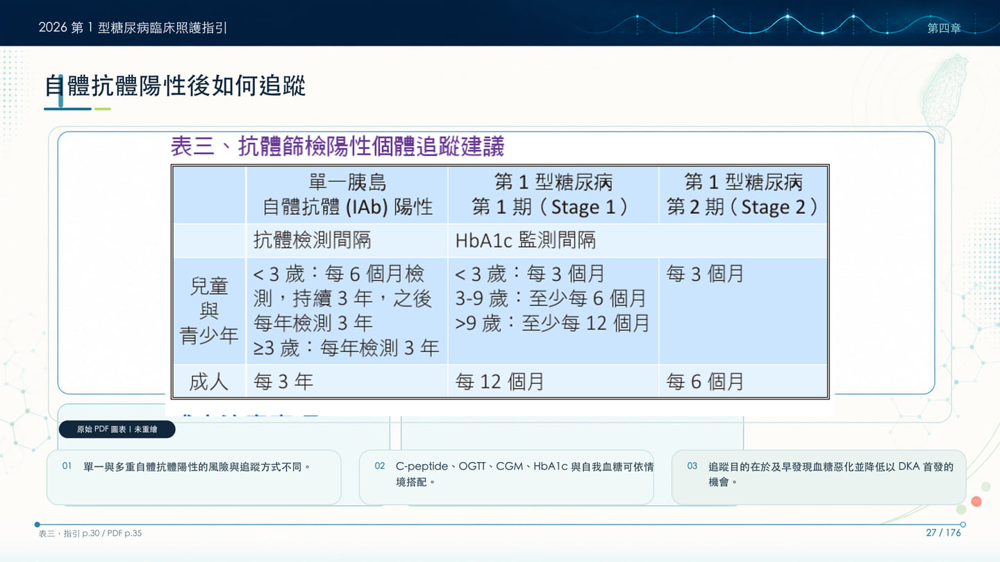 2026 第 1 型糖尿病臨床照護指引
第四章
自體抗體陽性後如何追蹤
表三、抗體篩檢陽性個體追蹤建議
單一胰島
自體抗體 (IAb) 陽性
第 1 型糖尿病
第 1 期（Stage 1）
第 1 型糖尿病
第 2 期（Stage 2）
抗體檢測間隔
HbA1c 監測間隔
兒童
與
青少年
< 3 歲：每 6 個月檢
測，持續 3 年，之後
每年檢測 3 年
≥3 歲：每年檢測 3 年
< 3 歲：每 3 個月
3-9 歲：至少每 6 個月
>9 歲：至少每 12 個月
每 3 個月
成人
每 3 年
每 12 個月
每 6 個月
原始 PDF 圖表｜未重繪
01 單一與多重自體抗體陽性的風險與追蹤方式不同。
02 C-peptide、OGTT、CGM、HbA1c 與自我血糖可依情
境搭配。
03 追蹤目的在於及早發現血糖惡化並降低以 DKA 首發的
機會。
表三，指引 p.30 / PDF p.35
27 / 176